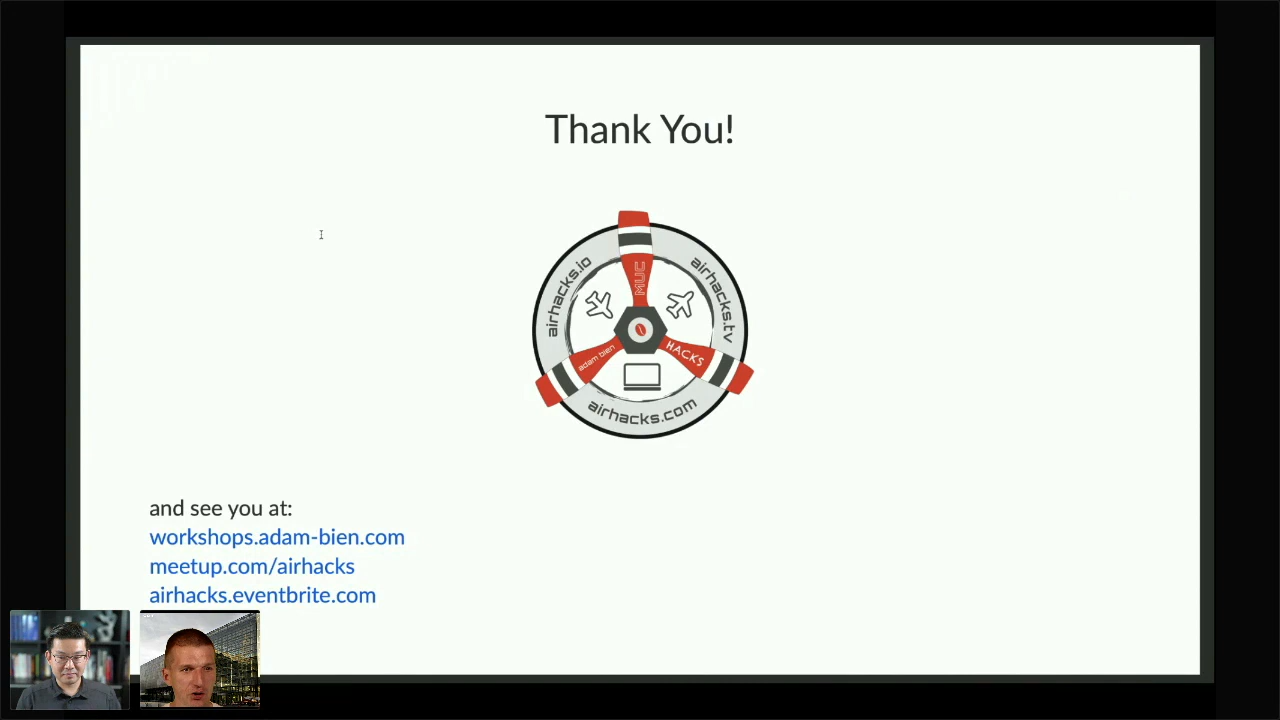 Thank You!
airhacks.io
MUC
airhacks.tv
adam bien
HACKS
airhacks.com
and see you at:
workshops.adam-bien.com
meetup.com/airhacks
airhacks.eventbrite.com